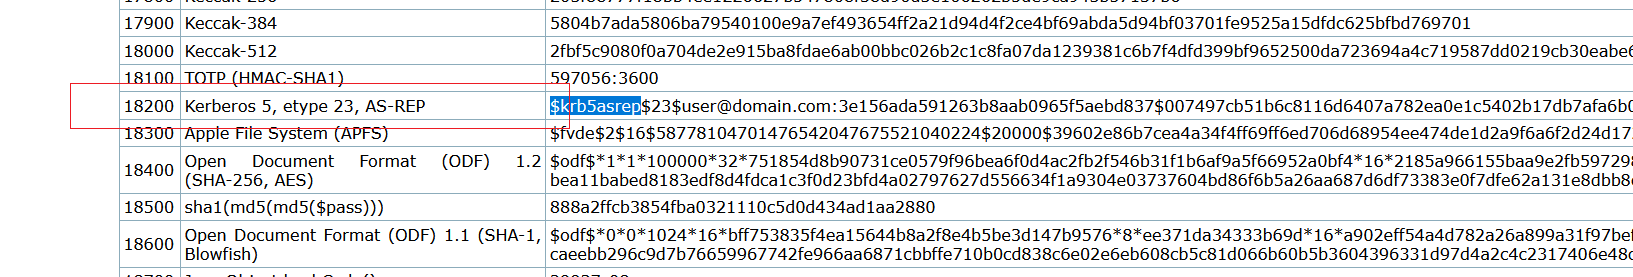 17900 Keccak-384 5804b7ada5806ba79540100e9a7ef493654ff2a21d94d4f2ce4bf69abda5d94bf03701fe9525a15dfdc625bfbd769701
18000 Keccak-512 2fbf5c9080f0a704de2e915ba8fdae6ab00bbc026b2c1c8fa07da1239381c6b7f4dfd399bf9652500da723694a4c719587dd0219cb30eabe6
18100 TOTP (HMAC-SHA1) 597056:3600
18200 Kerberos 5, etype 23, AS-REP $krb5asrep$23$user@domain.com:3e156ada591263b8aab0965f5aebd837$007497cb51b6c8116d6407a782ea0e1c5402b17db7afa6b0
18300 Apple File System (APFS) $fvde$2$16$58778104701476542047675521040224$20000$39602e86b7cea4a34f4ff69ff6ed706d68954ee474de1d2a9f6a6f2d24d17
18400 Open Document Format (ODF) 1.2 $odf$*1*1*100000*32*751854d8b90731ce0579f96bea6f0d4ac2fb2f546b31f1b6af9a5f66952a0bf4*16*2185a966155baa9e2fb59729
(SHA-256, AES) bea11babed8183edf8d4fdca1c3f0d23bfd4a02797627d556634f1a9304e03737604bd86f6b5a26aa687d6df73383e0f7dfe62a131e8dbb8
18500 sha1(md5(md5($pass))) 888a2ffcb3854fba0321110c5d0d434ad1aa2880
18600 Open Document Format (ODF) 1.1 (SHA-1, $odf$*0*0*1024*16*bff753835f4ea15644b8a2f8e4b5be3d147b9576*8*ee371da34333b69d*16*a902eff54a4d782a26a899a31f97bef
Blowfish) caeebb296c9d7b76659967742fe966aa6871cbbffe710b0cd838c6e02e6eb608cb5c81d066b60b5b3604396331d97d4a2c4c2317406e48